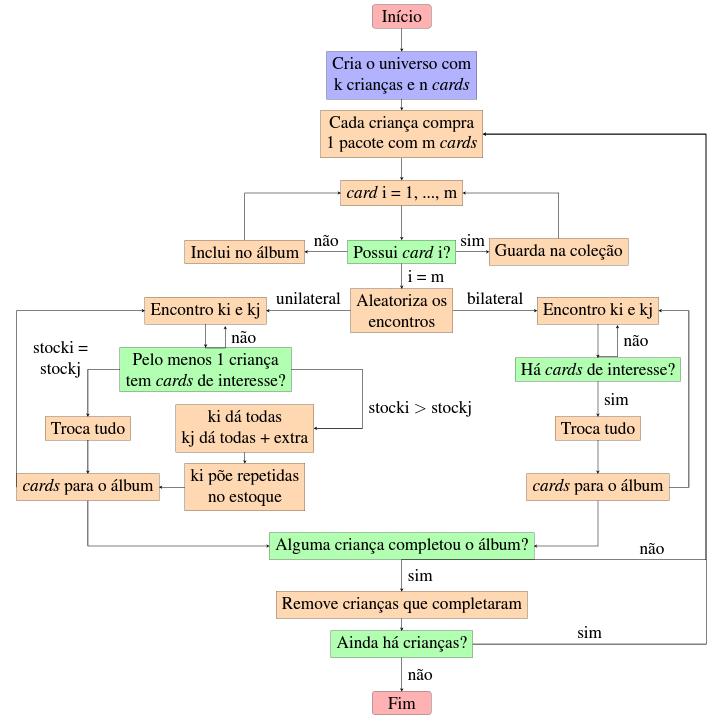 Início
Cria o universo com
k crianças e n cards
Cada criança compra
1 pacote com m cards
card i = 1, ..., m
não
sim
Inclui no álbum
Possui card i?
Guarda na coleção
i = m
Encontro ki e kj
unilateral
Aleatoriza os
encontros
bilateral
Encontro ki e kj
não
não
stocki =
stockj
Pelo menos 1 criança
tem cards de interesse?
Há cards de interesse?
sim
stocki > stockj
Troca tudo
ki dá todas
kj dá todas + extra
Troca tudo
cards para o álbum
ki põe repetidas
no estoque
cards para o álbum
Alguma criança completou o álbum?
não
sim
Remove crianças que completaram
Ainda há crianças?
sim
não
Fim